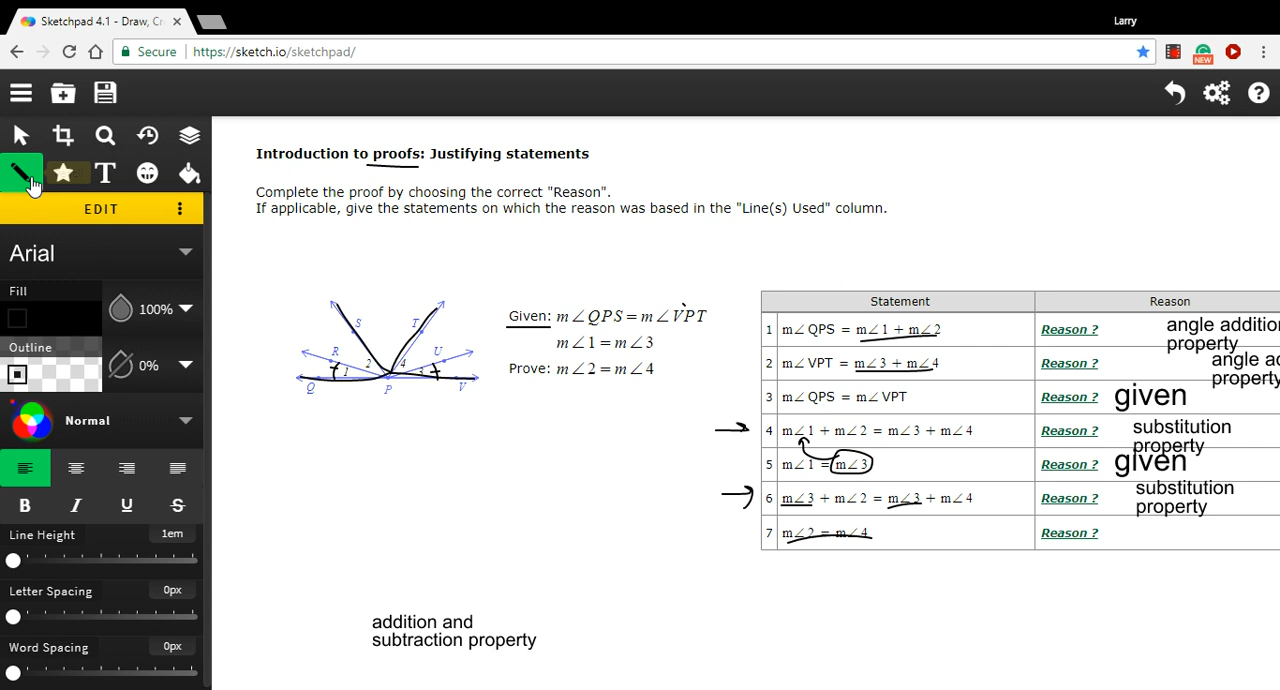 Larry
Sketchpad 4.1 - Draw, Cr
Secure https://sketch.io/sketchpad/
NEW
T
EDIT
Arial
Fill
100%
Outline
0%
Normal
B I U S
Line Height 1em
Letter Spacing 0px
Word Spacing 0px
Introduction to proofs: Justifying statements
Complete the proof by choosing the correct "Reason".
If applicable, give the statements on which the reason was based in the "Line(s) Used" column.
S T
R 2 4 U
1 3
Q P V
Given: m∠QPS = m∠VPT
m∠1 = m∠3
Prove: m∠2 = m∠4
Statement Reason
1 m∠QPS = m∠1 + m∠2 Reason ? angle addition
property
2 m∠VPT = m∠3 + m∠4 Reason ? angle ad
property
3 m∠QPS = m∠VPT Reason ? given
4 m∠1 + m∠2 = m∠3 + m∠4 Reason ? substitution
property
5 m∠1 = m∠3 Reason ? given
6 m∠3 + m∠2 = m∠3 + m∠4 Reason ? substitution
property
7 m∠2 = m∠4 Reason ?
addition and
subtraction property